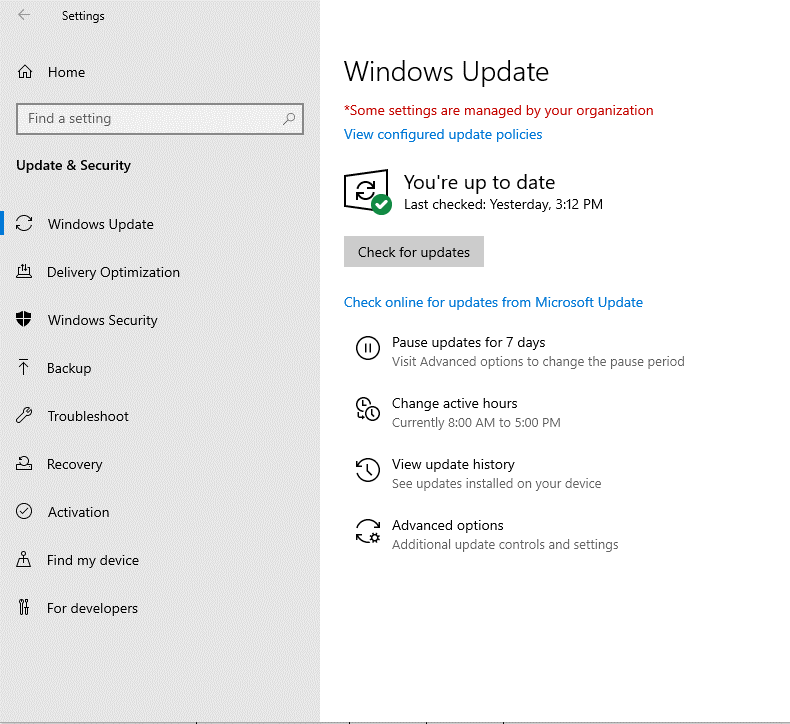 Settings
Home
Find a setting
Update & Security
Windows Update
Delivery Optimization
Windows Security
Backup
Troubleshoot
Recovery
Activation
Find my device
For developers
Windows Update
*Some settings are managed by your organization
View configured update policies
You're up to date
Last checked: Yesterday, 3:12 PM
Check for updates
Check online for updates from Microsoft Update
Pause updates for 7 days
Visit Advanced options to change the pause period
Change active hours
Currently 8:00 AM to 5:00 PM
View update history
See updates installed on your device
Advanced options
Additional update controls and settings